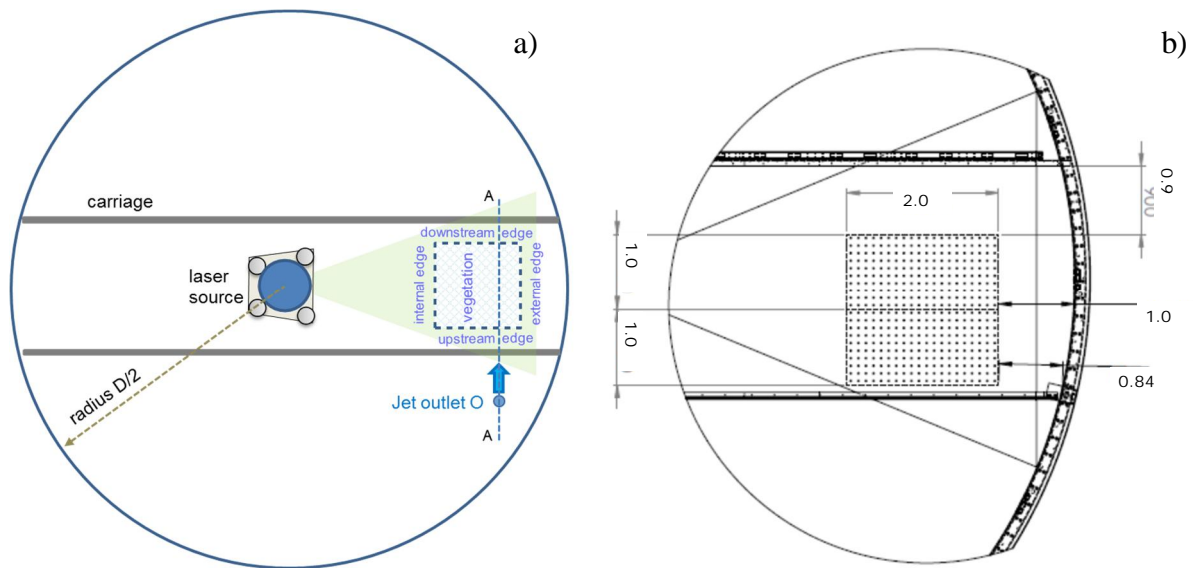 a)
carriage
A
downstream edge
laser
source
internal edge
vegetation
external edge
upstream edge
radius D/2
Jet outlet O
A
b)
0.9
900
2.0
1.0
1.0
1.0
0.84